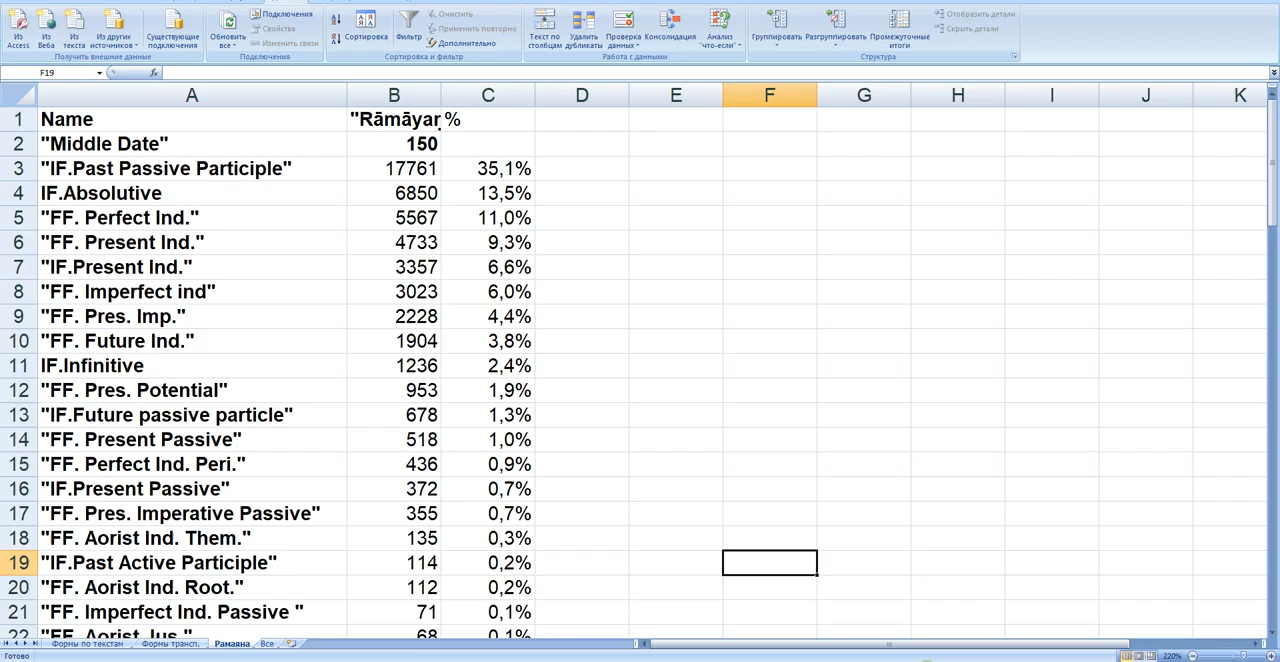 Из Access
Из Веба
Из текста
Из других источников
Существующие подключения
Получить внешние данные
Обновить все
Подключения
Свойства
Изменить связи
Подключения
Сортировка
Фильтр
Очистить
Применить повторно
Дополнительно
Сортировка и фильтр
Текст по столбцам
Удалить дубликаты
Проверка данных
Консолидация
Анализ "что-если"
Работа с данными
Группировать
Разгруппировать
Промежуточные итоги
Отобразить детали
Скрыть детали
Структура
F19 fx
A B C D E F G H I J K
1 Name "Rāmāyaṇ %
2 "Middle Date" 150
3 "IF.Past Passive Participle" 17761 35,1%
4 IF.Absolutive 6850 13,5%
5 "FF. Perfect Ind." 5567 11,0%
6 "FF. Present Ind." 4733 9,3%
7 "IF.Present Ind." 3357 6,6%
8 "FF. Imperfect ind" 3023 6,0%
9 "FF. Pres. Imp." 2228 4,4%
10 "FF. Future Ind." 1904 3,8%
11 IF.Infinitive 1236 2,4%
12 "FF. Pres. Potential" 953 1,9%
13 "IF.Future passive particle" 678 1,3%
14 "FF. Present Passive" 518 1,0%
15 "FF. Perfect Ind. Peri." 436 0,9%
16 "IF.Present Passive" 372 0,7%
17 "FF. Pres. Imperative Passive" 355 0,7%
18 "FF. Aorist Ind. Them." 135 0,3%
19 "IF.Past Active Participle" 114 0,2%
20 "FF. Aorist Ind. Root." 112 0,2%
21 "FF. Imperfect Ind. Passive " 71 0,1%
22 "FF. Aorist Jus." 68 0,1%
Формы по текстам Формы трансп. Рамаяна Все
Готово 220%